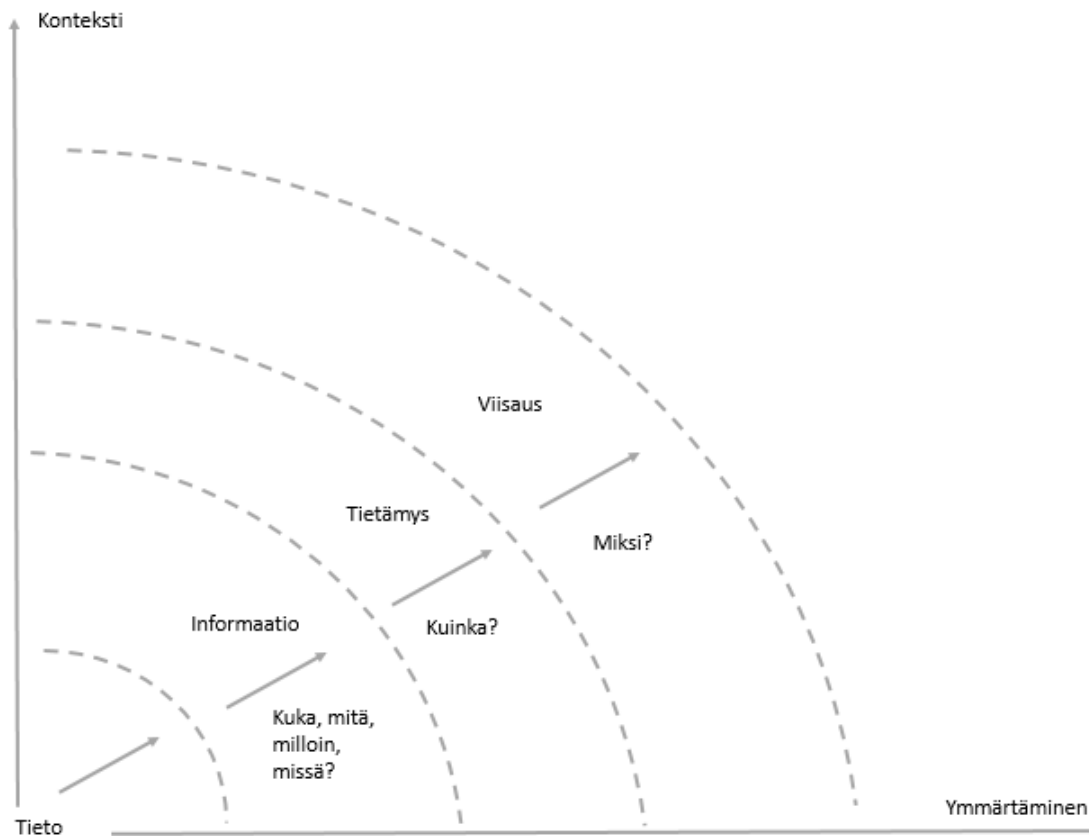 Konteksti
Viisaus
Tietämys
Miksi?
Informaatio
Kuinka?
Kuka, mitä,
milloin,
missä?
Ymmärtäminen
Tieto